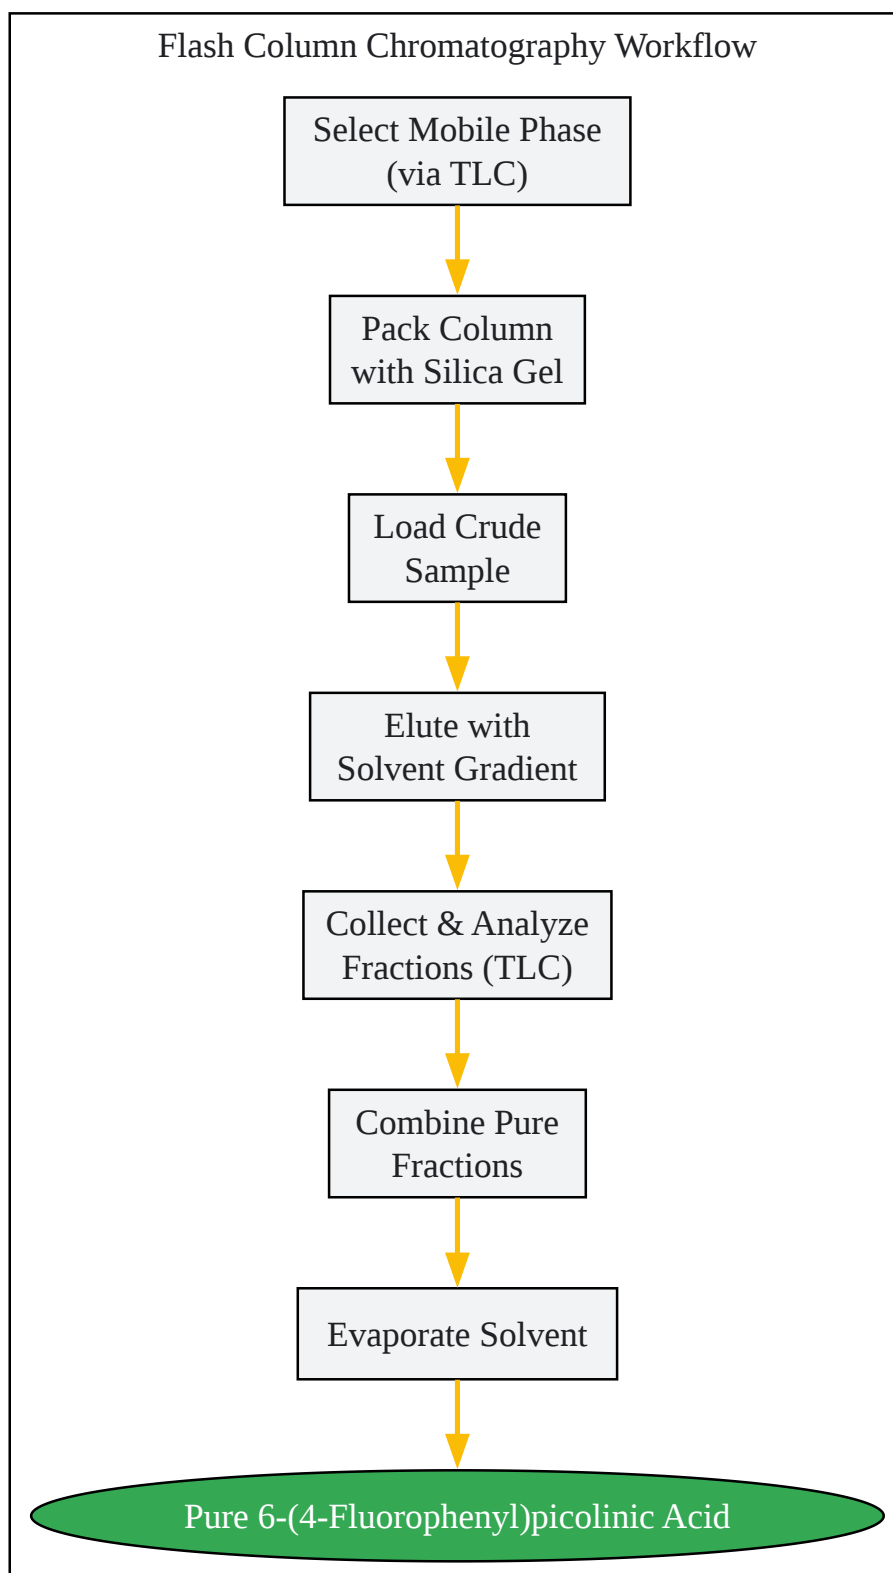 Flash Column Chromatography Workflow
Select Mobile Phase
(via TLC)
Pack Column
with Silica Gel
Load Crude
Sample
Elute with
Solvent Gradient
Collect & Analyze
Fractions (TLC)
Combine Pure
Fractions
Evaporate Solvent
Pure 6-(4-Fluorophenyl)picolinic Acid